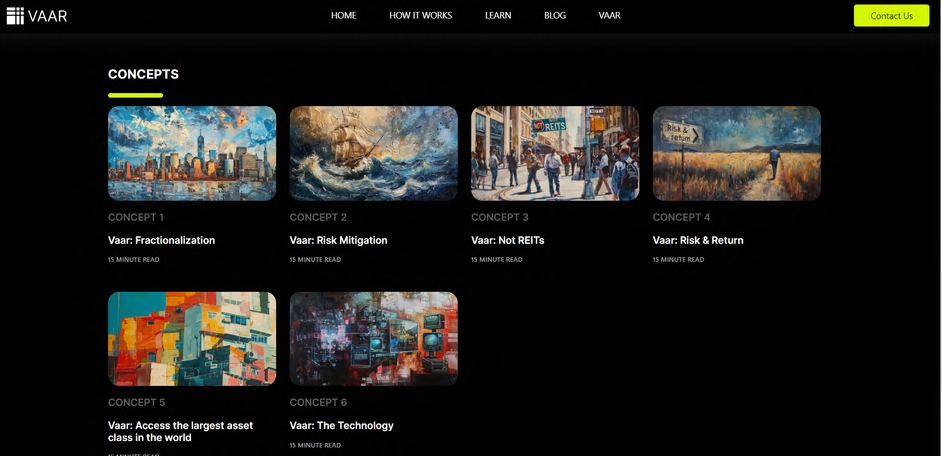 VAAR
HOME
HOW IT WORKS
LEARN
BLOG
VAAR
Contact Us
CONCEPTS
NOT REITS
Risk &
return
CONCEPT 1
CONCEPT 2
CONCEPT 3
CONCEPT 4
Vaar: Fractionalization
Vaar: Risk Mitigation
Vaar: Not REITs
Vaar: Risk & Return
15 MINUTE READ
15 MINUTE READ
15 MINUTE READ
15 MINUTE READ
CONCEPT 5
CONCEPT 6
Vaar: Access the largest asset
class in the world
Vaar: The Technology
15 MINUTE READ